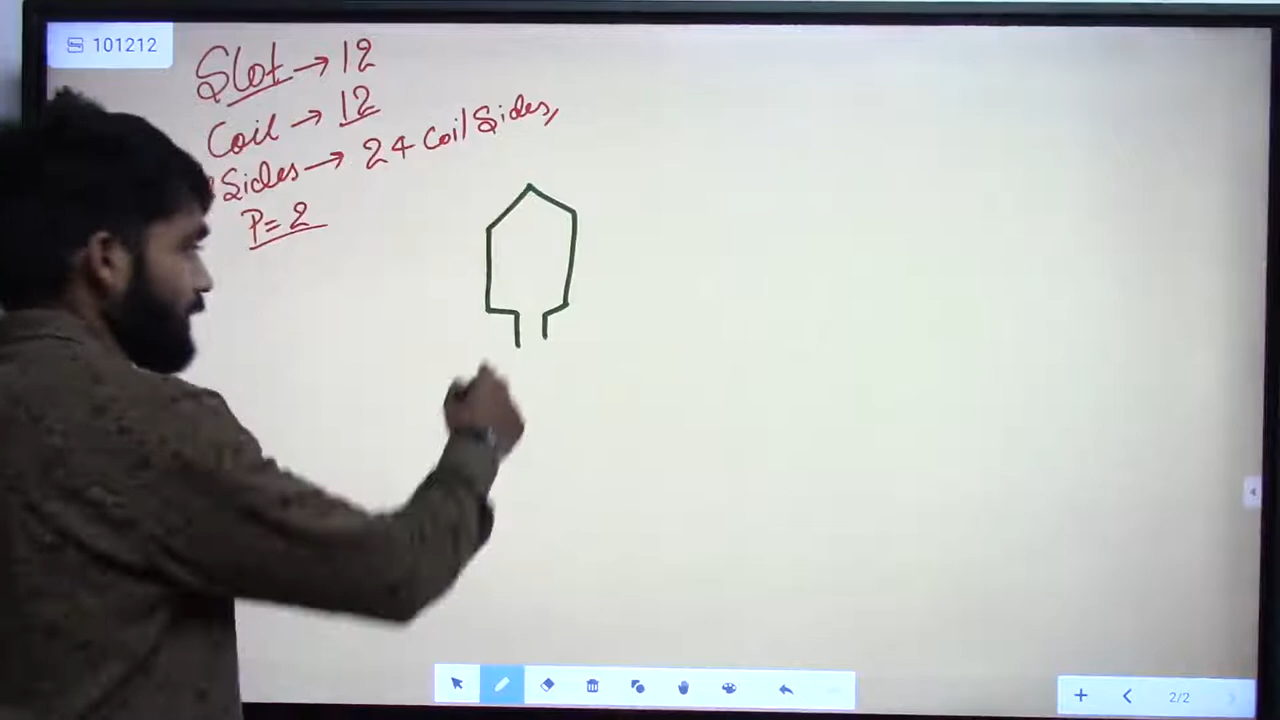 101212
Slot → 12
Coil → 12
Sides → 24 Coil Sides,
P = 2
2/2